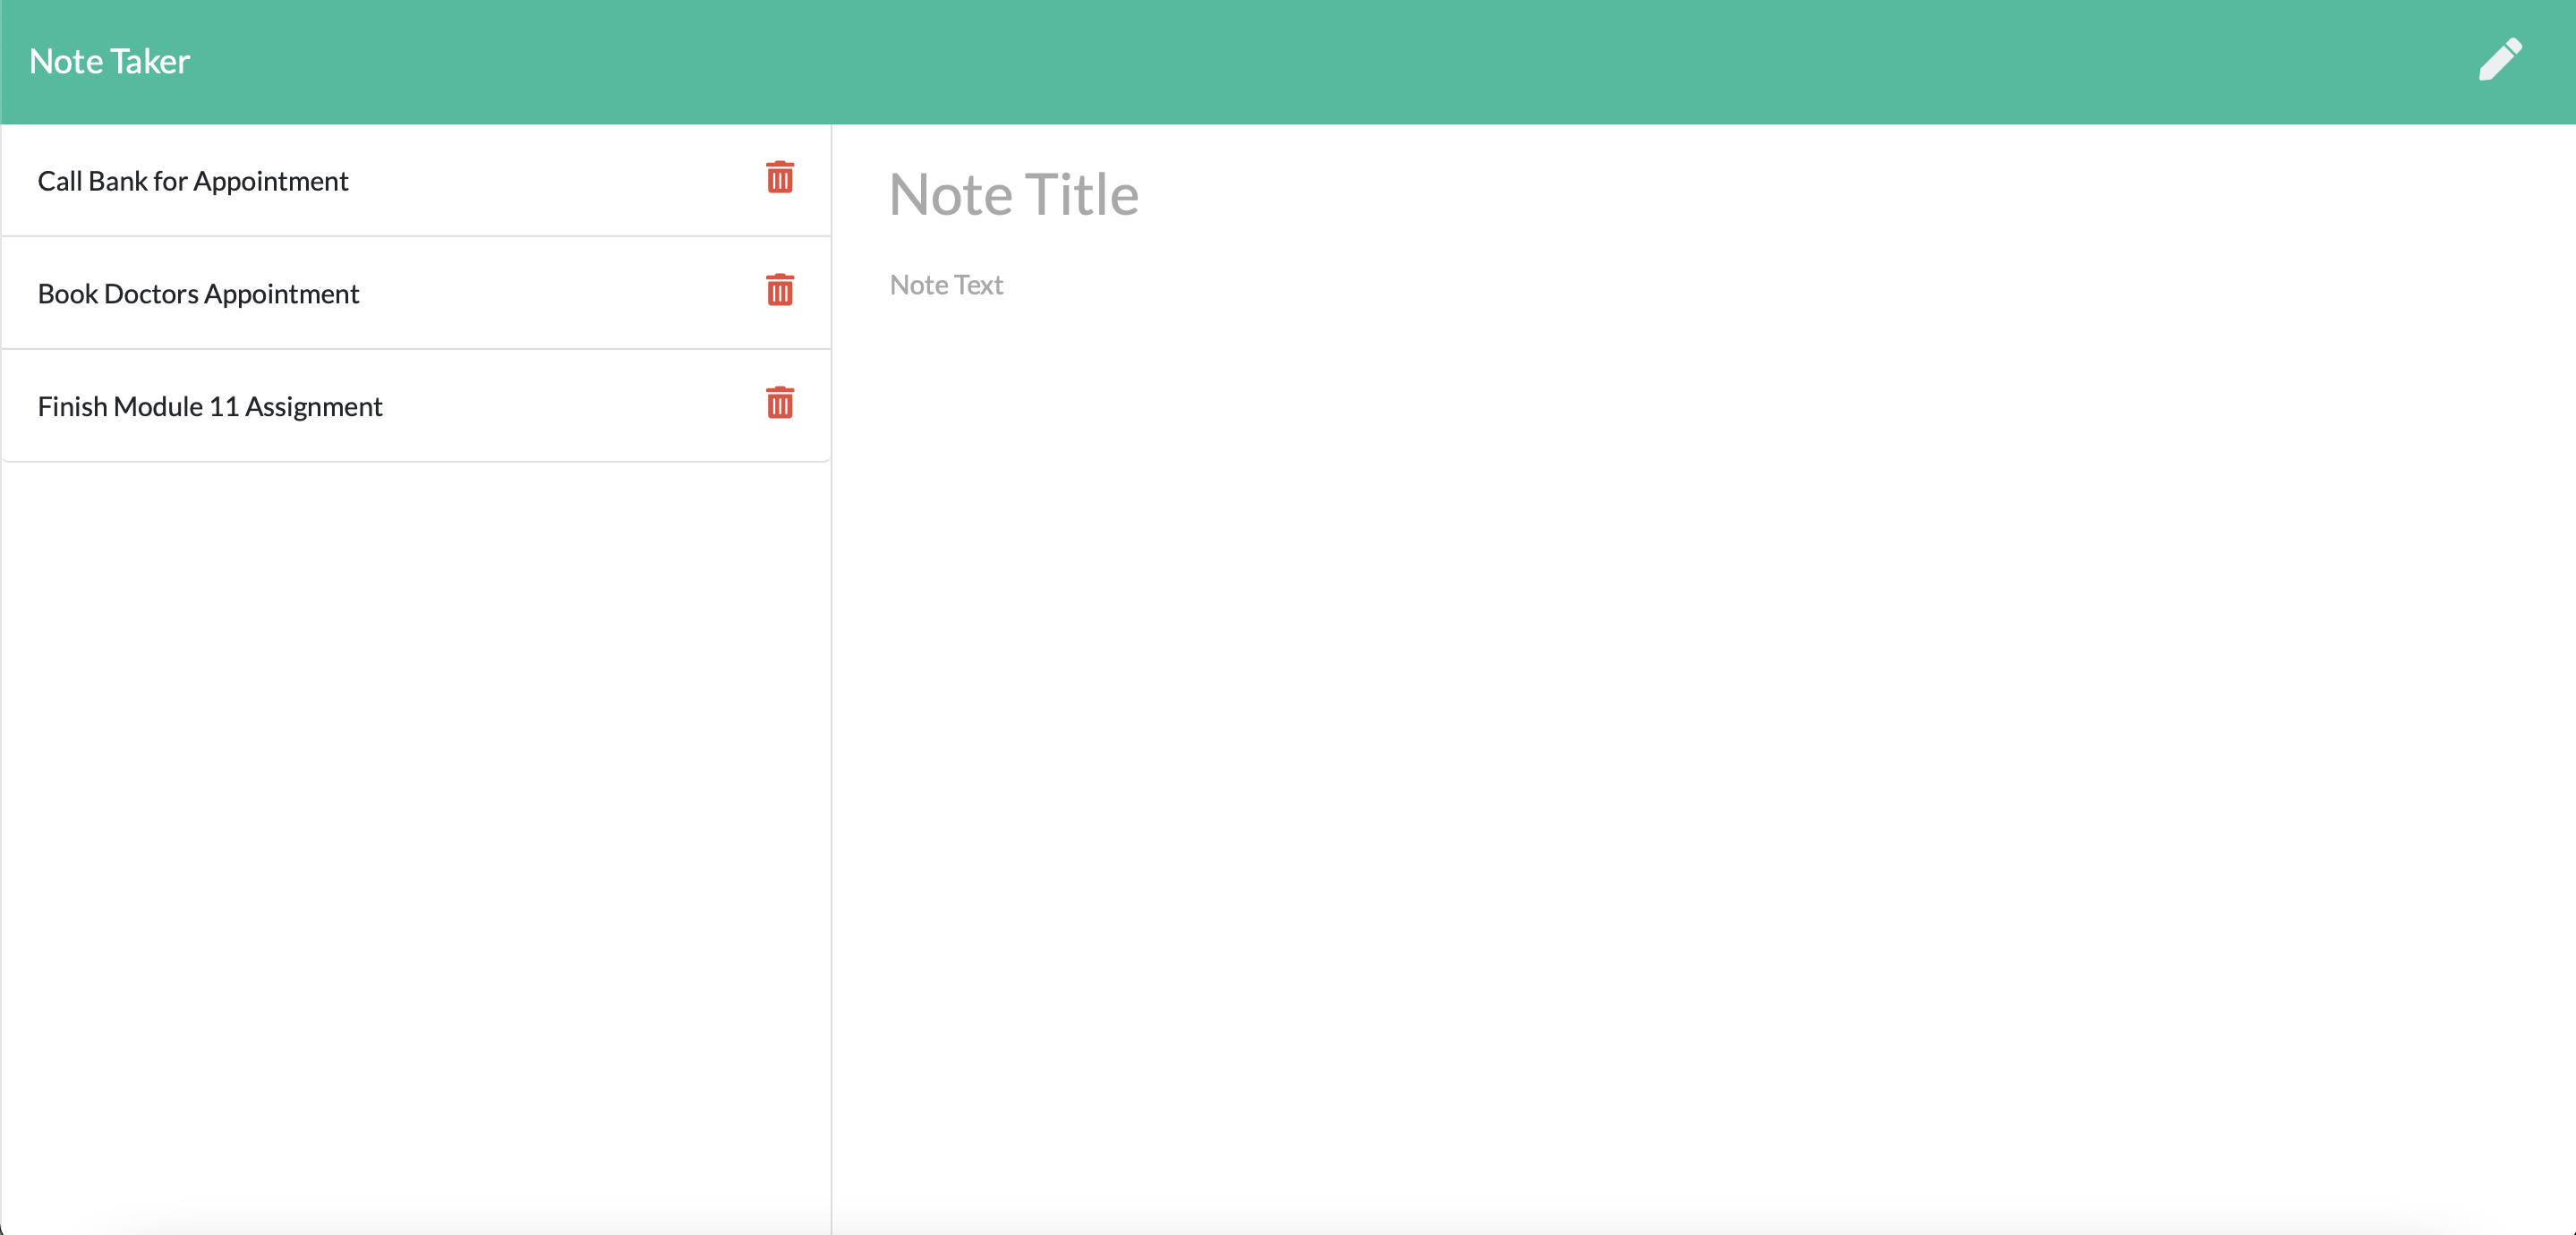 Note Taker
Call Bank for Appointment
Book Doctors Appointment
Finish Module 11 Assignment
Note Title
Note Text